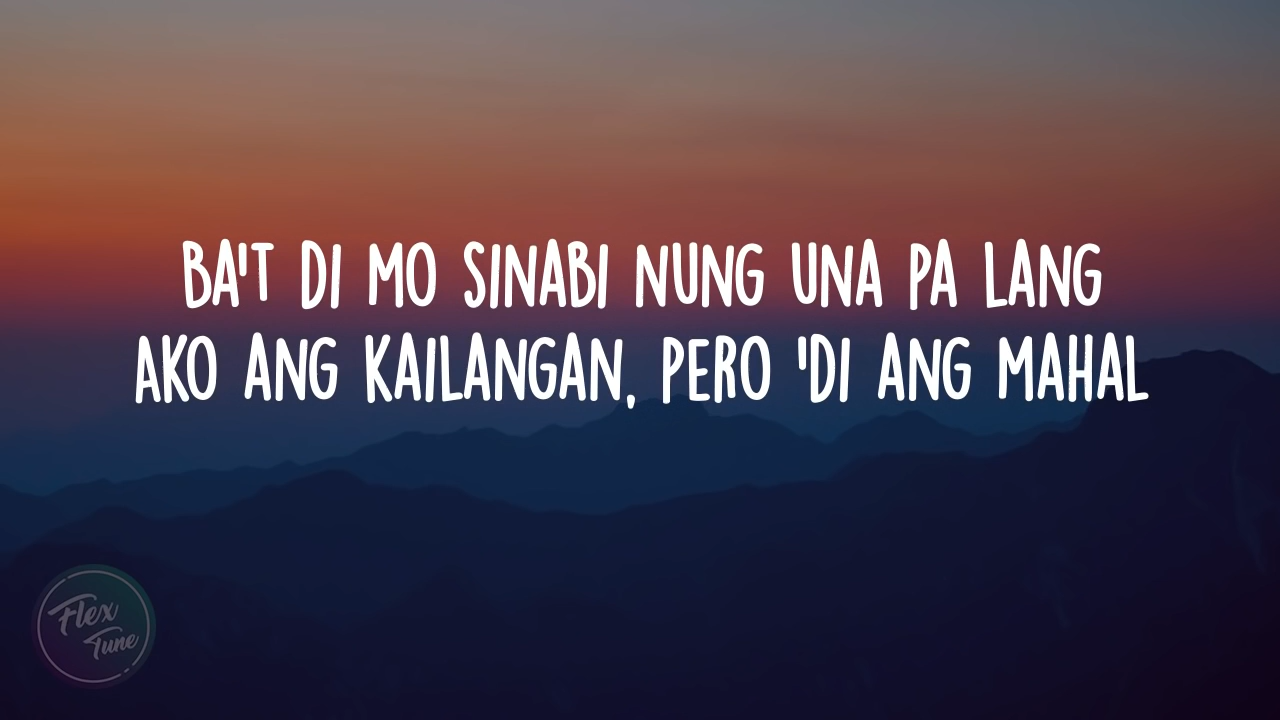 BA'T DI MO SINABI NUNG UNA PA LANG
AKO ANG KAILANGAN, PERO 'DI ANG MAHAL
Flex
Tune